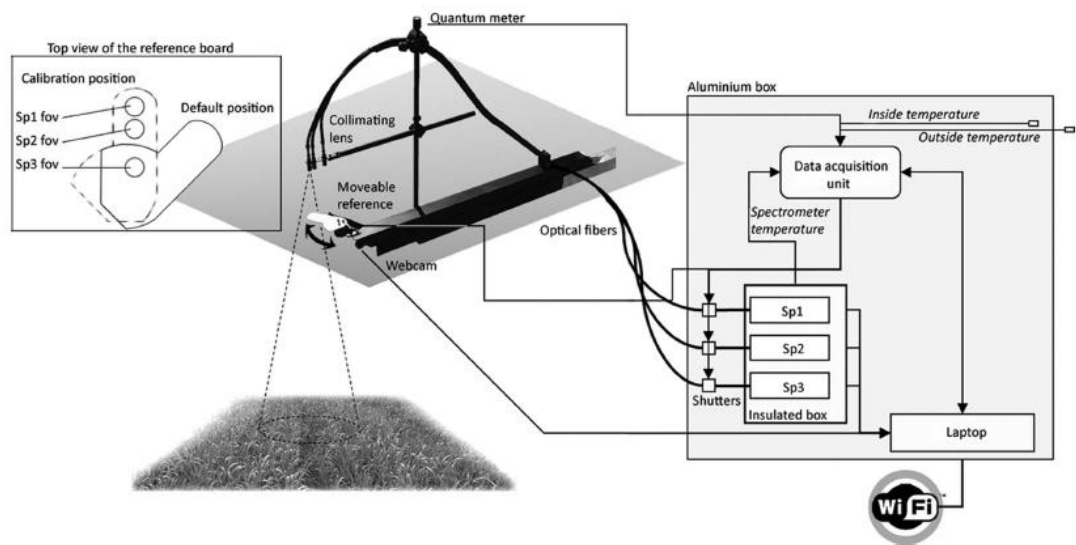 Quantum meter
Top view of the reference board
Calibration position
Default position
Sp1 fov
Sp2 fov
Sp3 fov
Collimating
lens
Moveable
reference
Webcam
Optical fibers
Aluminium box
Inside temperature
Outside temperature
Data acquisition
unit
Spectrometer
temperature
Sp1
Sp2
Sp3
Shutters
Insulated box
Laptop
Wi Fi